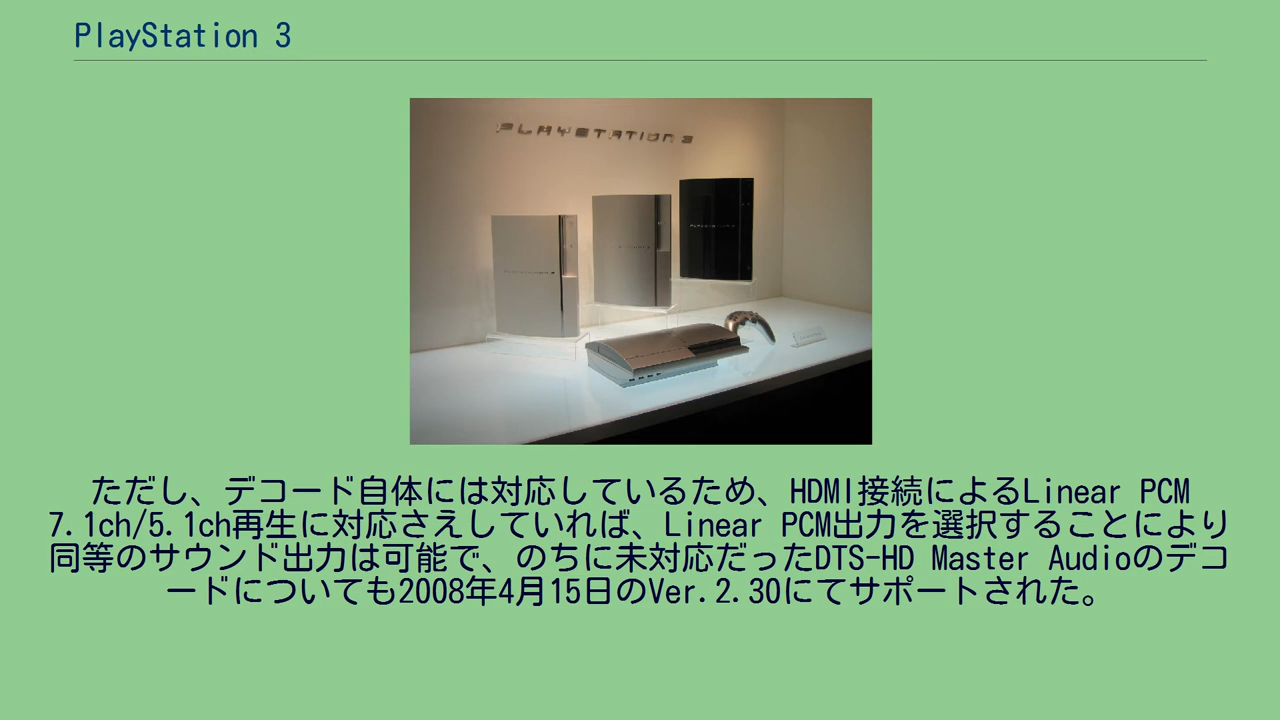 PlayStation 3
PLAYSTATION 3
ただし、デコード自体には対応しているため、HDMI接続によるLinear PCM
7.1ch/5.1ch再生に対応さえしていれば、Linear PCM出力を選択することにより
同等のサウンド出力は可能で、のちに未対応だったDTS-HD Master Audioのデコ
ードについても2008年4月15日のVer.2.30にてサポートされた。